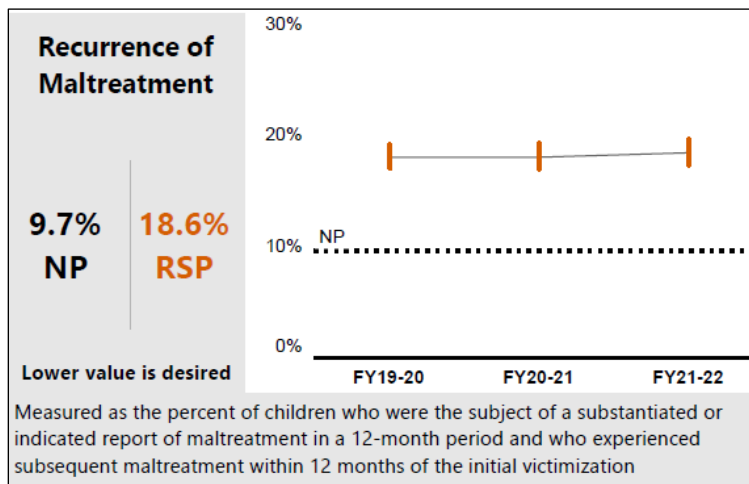 Recurrence of
Maltreatment
9.7%
NP
18.6%
RSP
Lower value is desired
30%
20%
10%
0%
NP
FY19-20
FY20-21
FY21-22
Measured as the percent of children who were the subject of a substantiated or
indicated report of maltreatment in a 12-month period and who experienced
subsequent maltreatment within 12 months of the initial victimization